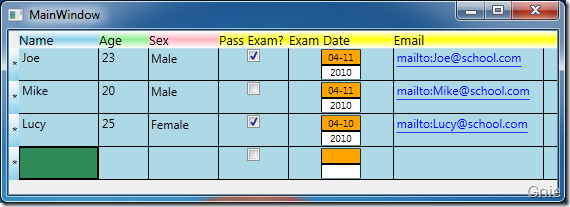 MainWindow
Name Age Sex Pass Exam? Exam Date Email
* Joe 23 Male 04-11 2010 mailto:Joe@school.com
* Mike 20 Male 04-11 2010 mailto:Mike@school.com
* Lucy 25 Female 04-10 2010 mailto:Lucy@school.com
*
Gnie